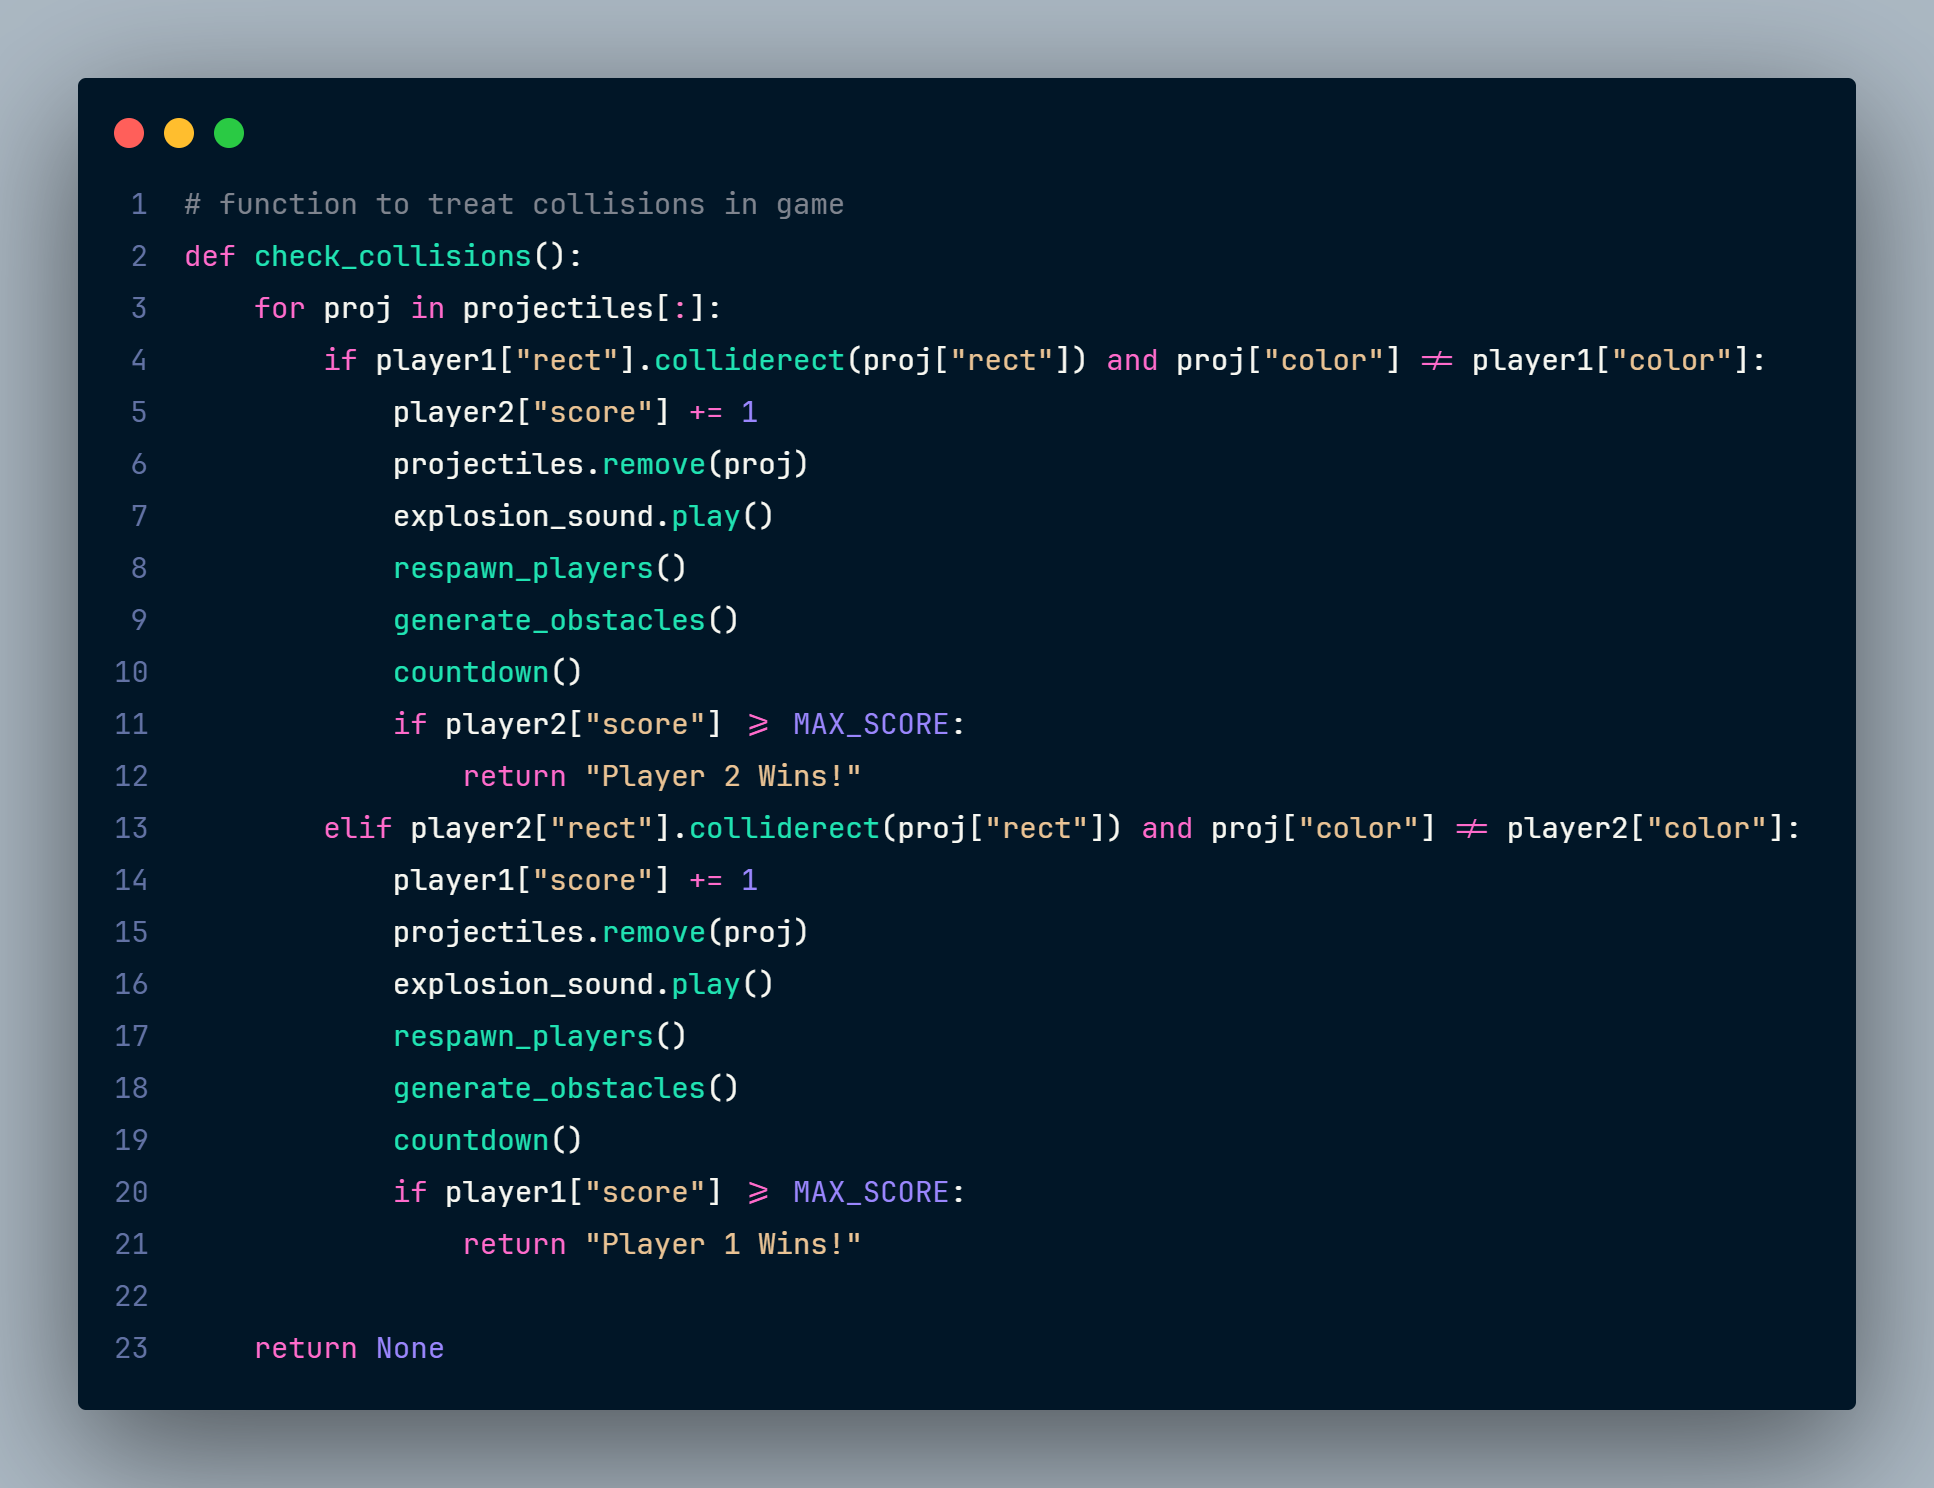 1 # function to treat collisions in game
2 def check_collisions():
3     for proj in projectiles[:]:
4         if player1["rect"].colliderect(proj["rect"]) and proj["color"] != player1["color"]:
5             player2["score"] += 1
6             projectiles.remove(proj)
7             explosion_sound.play()
8             respawn_players()
9             generate_obstacles()
10             countdown()
11             if player2["score"] >= MAX_SCORE:
12                 return "Player 2 Wins!"
13         elif player2["rect"].colliderect(proj["rect"]) and proj["color"] != player2["color"]:
14             player1["score"] += 1
15             projectiles.remove(proj)
16             explosion_sound.play()
17             respawn_players()
18             generate_obstacles()
19             countdown()
20             if player1["score"] >= MAX_SCORE:
21                 return "Player 1 Wins!"
22
23     return None